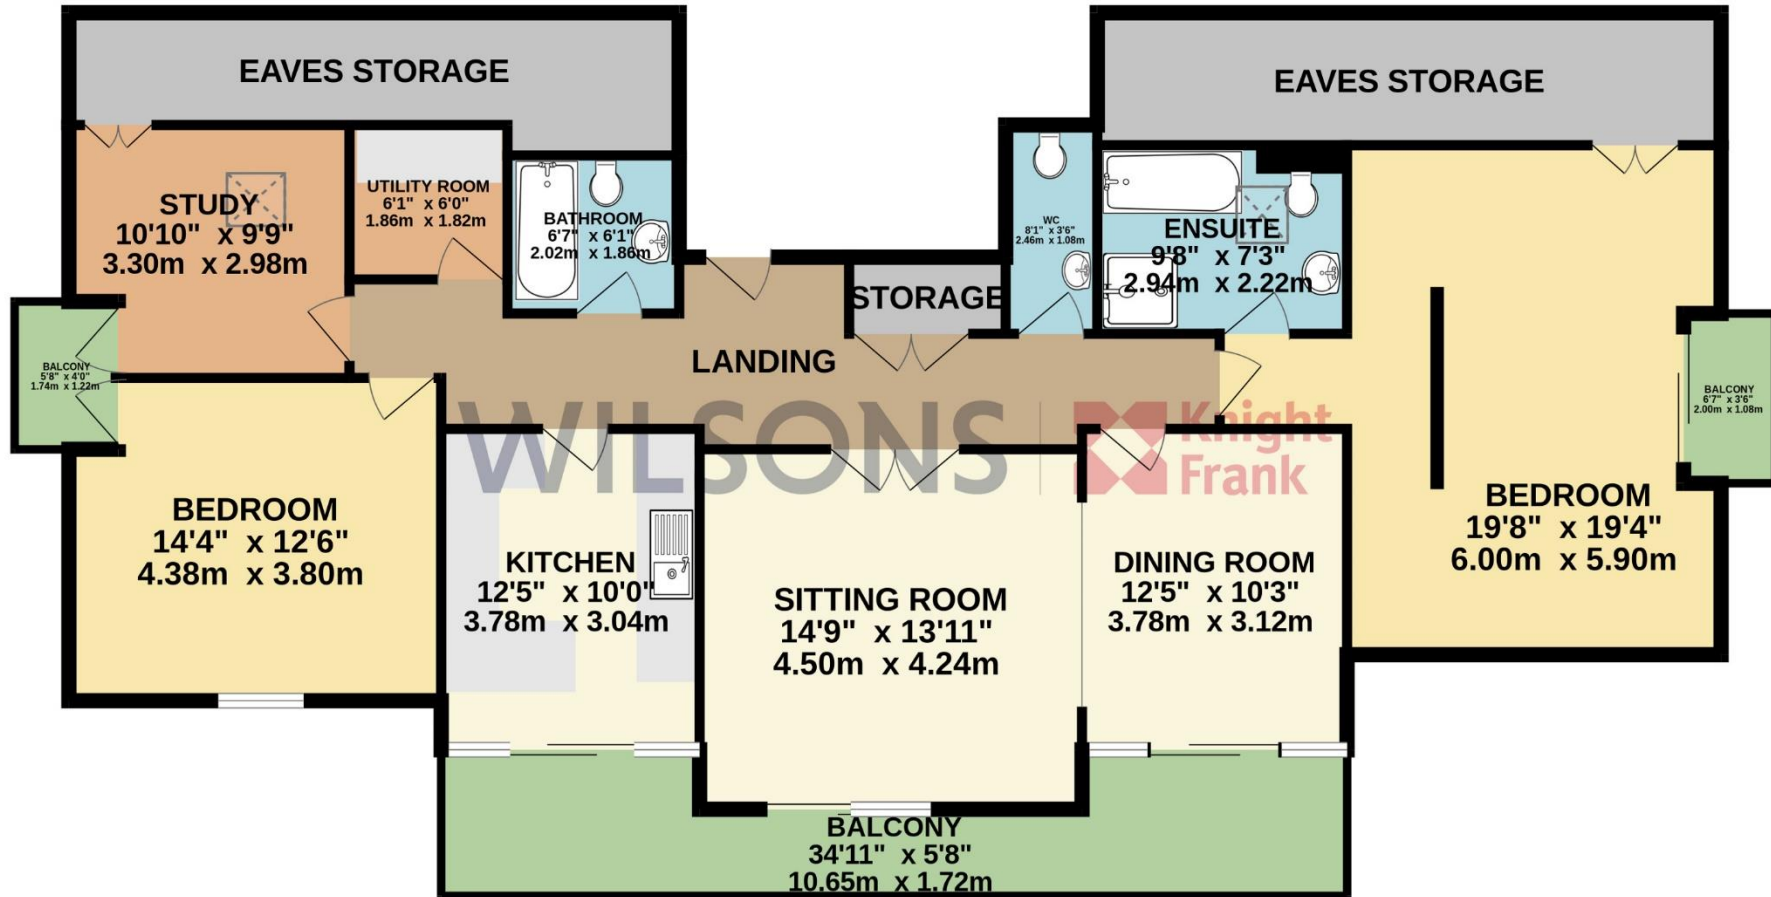 EAVES STORAGE
EAVES STORAGE
STUDY
10'10" x 9'9"
3.30m x 2.98m
UTILITY ROOM
6'1" x 6'0"
1.86m x 1.82m
BATHROOM
6'7" x 6'1"
2.02m x 1.86m
WC
8'1" x 3'6"
2.46m x 1.08m
ENSUITE
9'8" x 7'3"
2.94m x 2.22m
STORAGE
LANDING
BALCONY
5'8" x 4'0"
1.74m x 1.22m
BALCONY
6'7" x 3'6"
2.00m x 1.08m
WILSONS
Knight
Frank
BEDROOM
14'4" x 12'6"
4.38m x 3.80m
KITCHEN
12'5" x 10'0"
3.78m x 3.04m
SITTING ROOM
14'9" x 13'11"
4.50m x 4.24m
DINING ROOM
12'5" x 10'3"
3.78m x 3.12m
BEDROOM
19'8" x 19'4"
6.00m x 5.90m
BALCONY
34'11" x 5'8"
10.65m x 1.72m